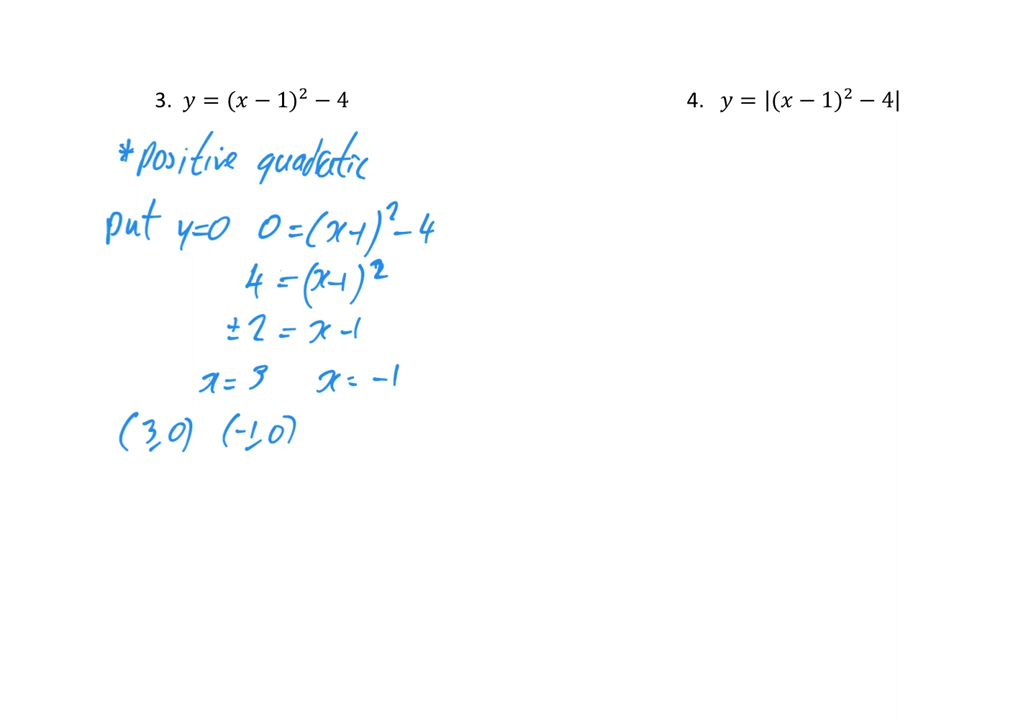 3. y = (x − 1)² − 4
*positive quadratic
put y=0 0=(x-1)²-4
4 = (x-1)²
±2 = x-1
x=3 x=-1
(3,0) (-1,0)
4. y = |(x − 1)² − 4|